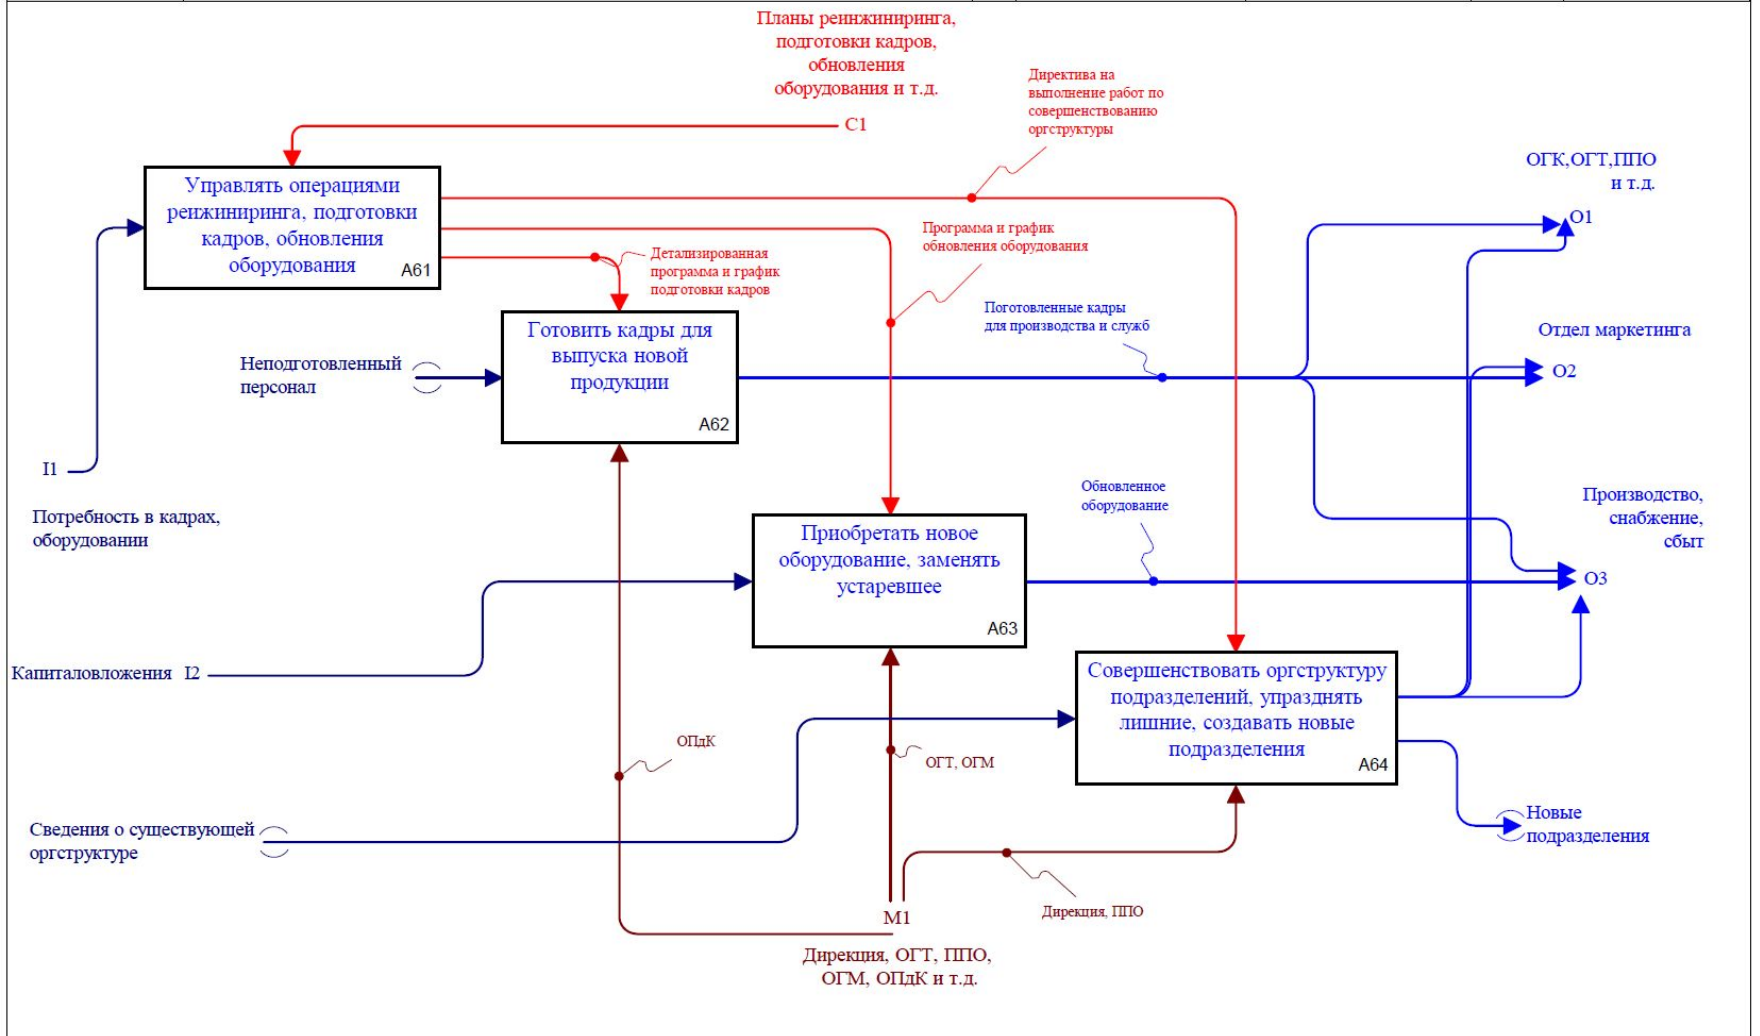 Планы реинжиниринга,
подготовки кадров,
обновления
оборудования и т.д.
C1
Директива на
выполнение работ по
совершенствованию
оргструктуры
ОГК,ОГТ,ППО
и т.д.
O1
Управлять операциями
реижиниринга, подготовки
кадров, обновления
оборудования
A61
Программа и график
обновления оборудования
Детализированная
программа и график
подготовки кадров
Поготовленные кадры
для производства и служб
Отдел маркетинга
O2
Готовить кадры для
выпуска новой
продукции
A62
Неподготовленный
персонал
I1
Потребность в кадрах,
оборудовании
Обновленное
оборудование
Производство,
снабжение,
сбыт
O3
Приобретать новое
оборудование, заменять
устаревшее
A63
Капиталовложения I2
Совершенствовать оргструктуру
подразделений, упразднять
лишние, создавать новые
подразделения
A64
ОПдК
ОГТ, ОГМ
Сведения о существующей
оргструктуре
Новые
подразделения
M1
Дирекция, ППО
Дирекция, ОГТ, ППО,
ОГМ, ОПдК и т.д.